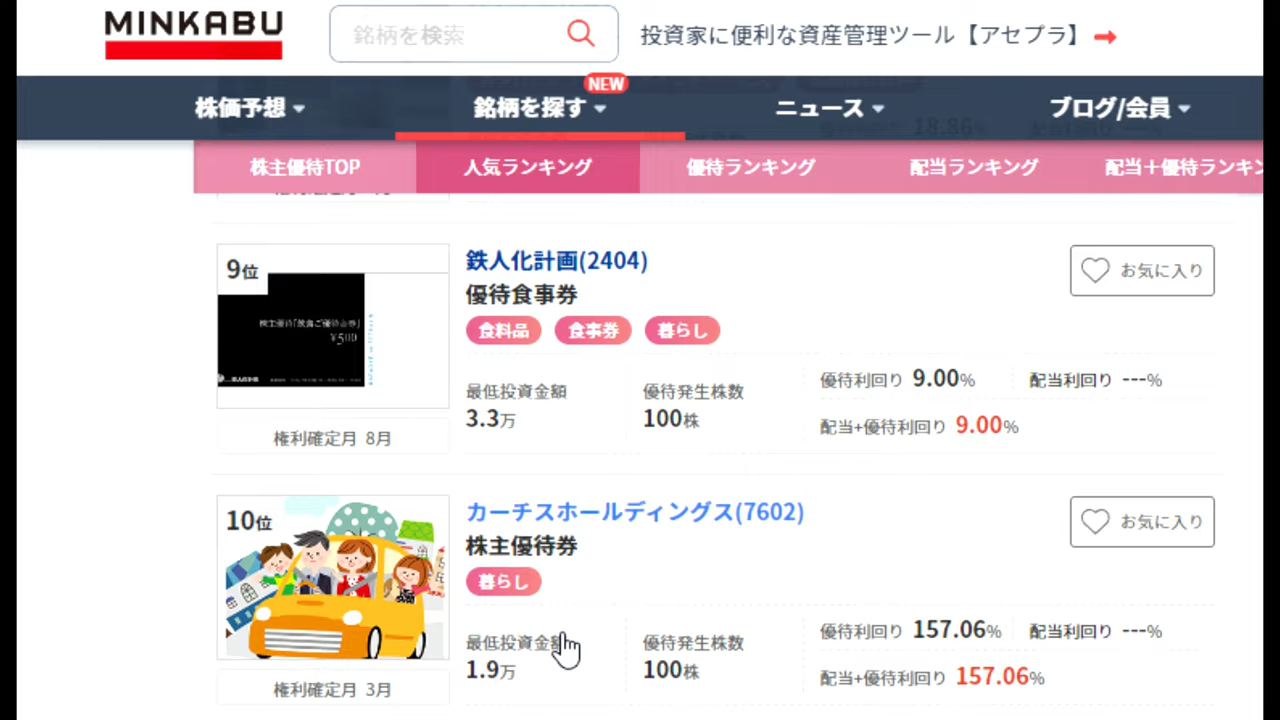 MINKABU
銘柄を検索
投資家に便利な資産管理ツール【アセプラ】
NEW
株価予想
銘柄を探す
ニュース
ブログ/会員
18.86
株主優待TOP
人気ランキング
優待ランキング
配当ランキング
配当＋優待ランキン
9位
鉄人化計画(2404)
優待食事券
食料品
食事券
暮らし
お気に入り
最低投資金額
3.3万
優待発生株数
100株
優待利回り 9.00%
配当利回り ---%
配当+優待利回り 9.00%
権利確定月 8月
10位
カーチスホールディングス(7602)
株主優待券
暮らし
お気に入り
最低投資金額
1.9万
優待発生株数
100株
優待利回り 157.06%
配当利回り ---%
配当+優待利回り 157.06%
権利確定月 3月